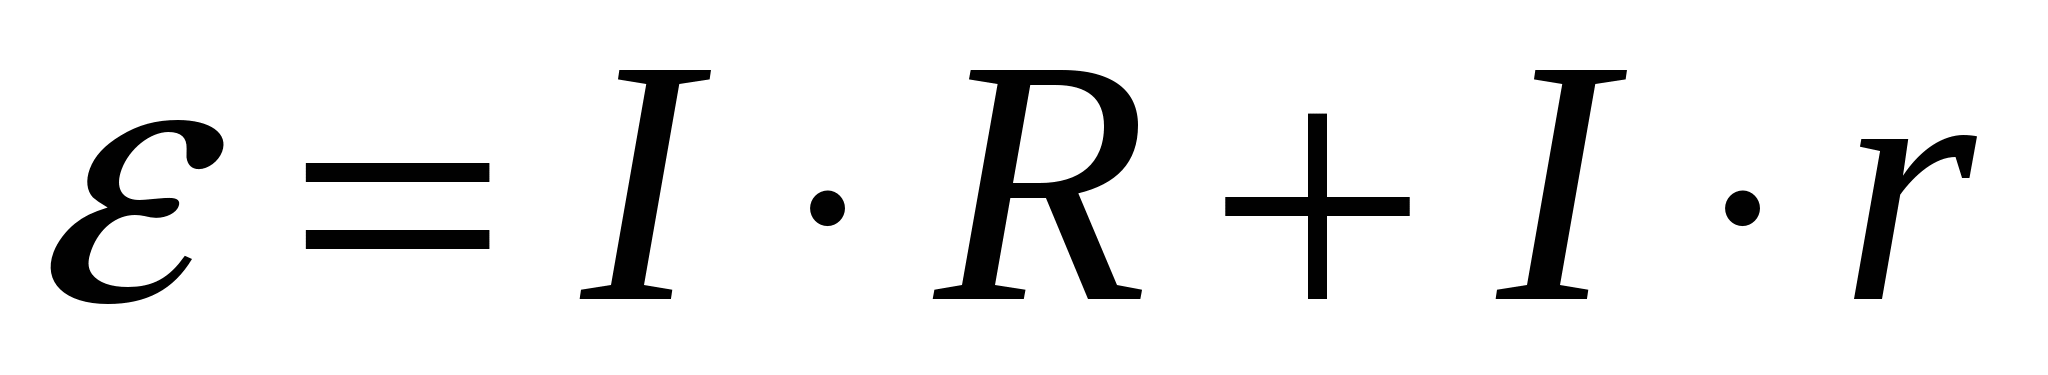 ε = I · R + I · r